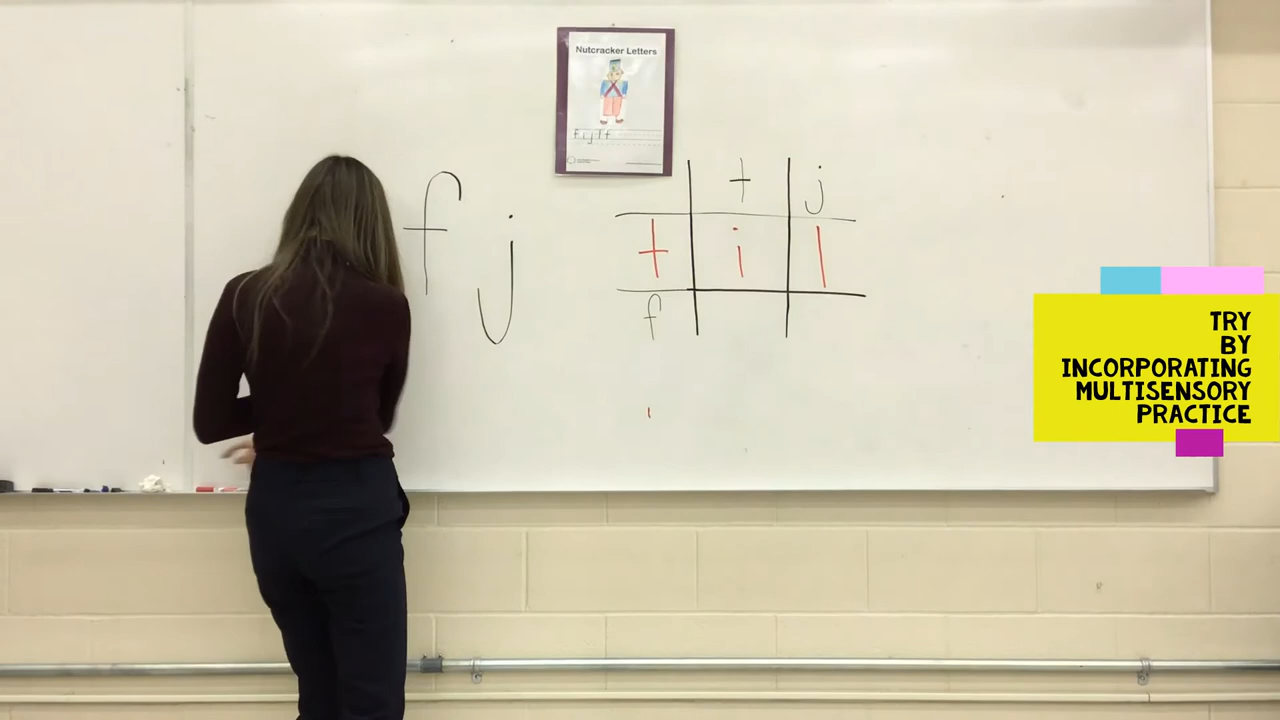 Nutcracker Letters
f i j l t
f j
t j
t i l
f
TRY
BY
INCORPORATING
MULTISENSORY
PRACTICE